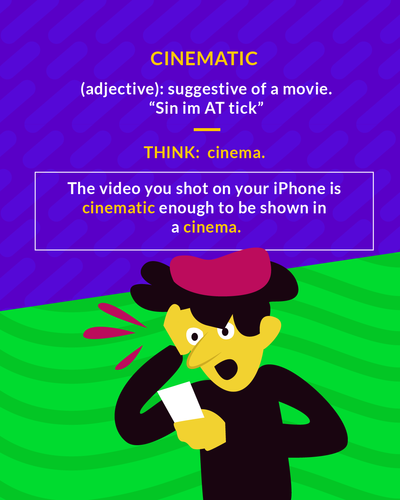 CINEMATIC
(adjective): suggestive of a movie.
“Sin im AT tick”
THINK: cinema.
The video you shot on your iPhone is
cinematic enough to be shown in
a cinema.